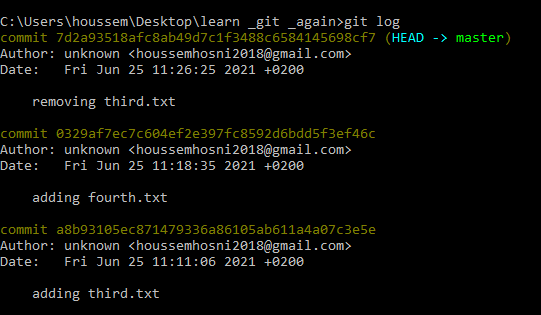 C:\Users\houssem\Desktop\learn _git _again>git log
commit 7d2a93518afc8ab49d7c1f3488c6584145698cf7 (HEAD -> master)
Author: unknown <houssemhosni2018@gmail.com>
Date:   Fri Jun 25 11:26:25 2021 +0200
    removing third.txt
commit 0329af7ec7c604ef2e397fc8592d6bdd5f3ef46c
Author: unknown <houssemhosni2018@gmail.com>
Date:   Fri Jun 25 11:18:35 2021 +0200
    adding fourth.txt
commit a8b93105ec871479336a86105ab611a4a07c3e5e
Author: unknown <houssemhosni2018@gmail.com>
Date:   Fri Jun 25 11:11:06 2021 +0200
    adding third.txt